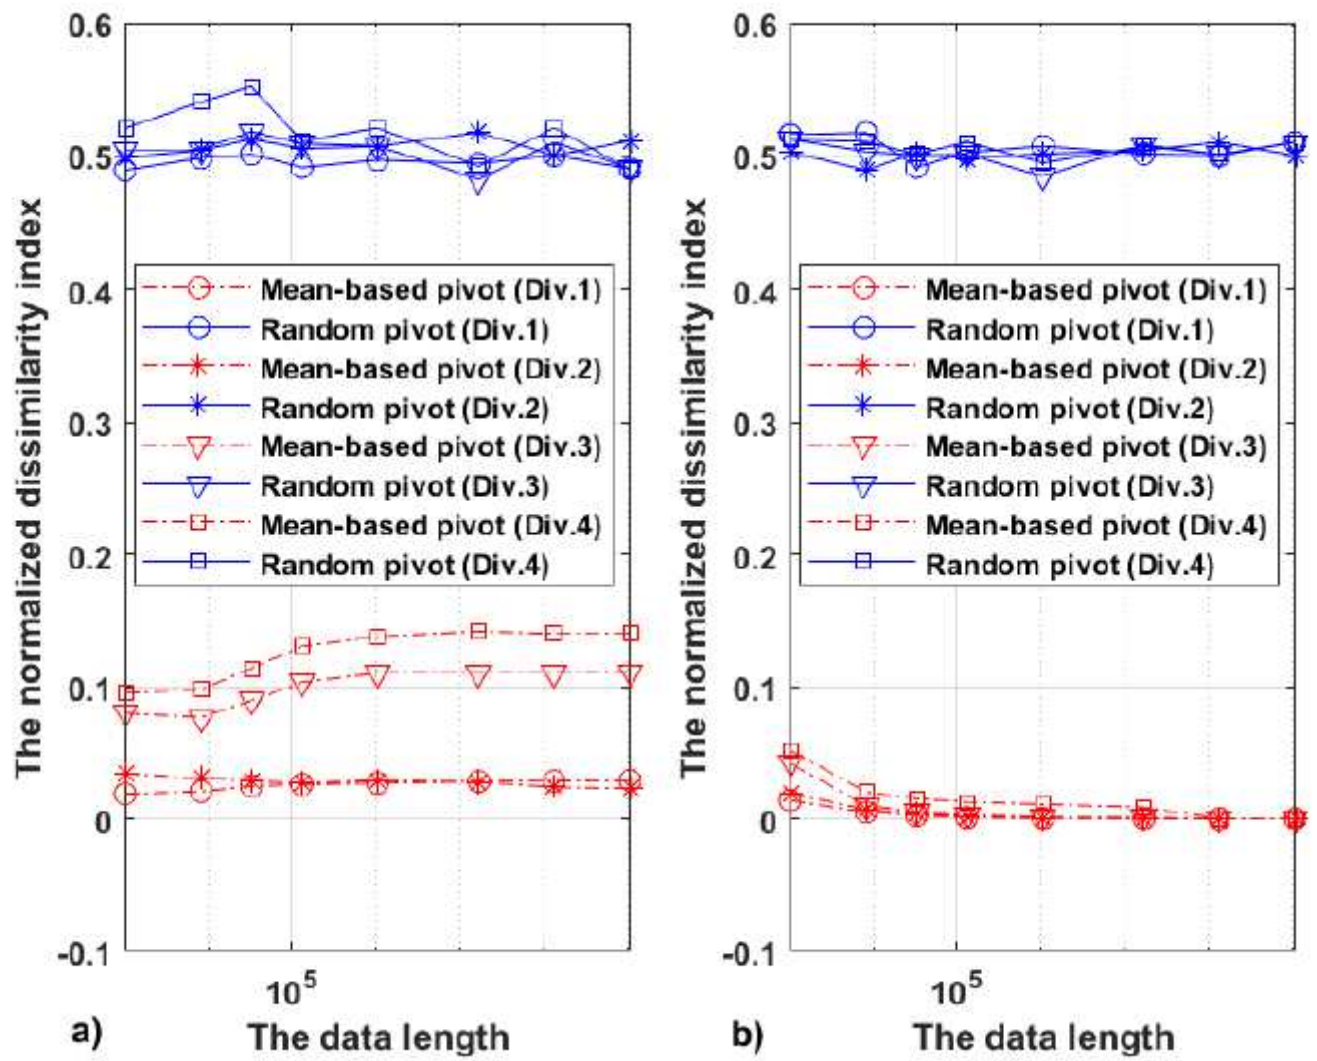 The normalized dissimilarity index
0.6
0.5
0.4
0.3
0.2
0.1
0
-0.1
Mean-based pivot (Div.1)
Random pivot (Div.1)
Mean-based pivot (Div.2)
Random pivot (Div.2)
Mean-based pivot (Div.3)
Random pivot (Div.3)
Mean-based pivot (Div.4)
Random pivot (Div.4)
10^5
a)
The data length
The normalized dissimilarity index
0.6
0.5
0.4
0.3
0.2
0.1
0
-0.1
Mean-based pivot (Div.1)
Random pivot (Div.1)
Mean-based pivot (Div.2)
Random pivot (Div.2)
Mean-based pivot (Div.3)
Random pivot (Div.3)
Mean-based pivot (Div.4)
Random pivot (Div.4)
10^5
b)
The data length